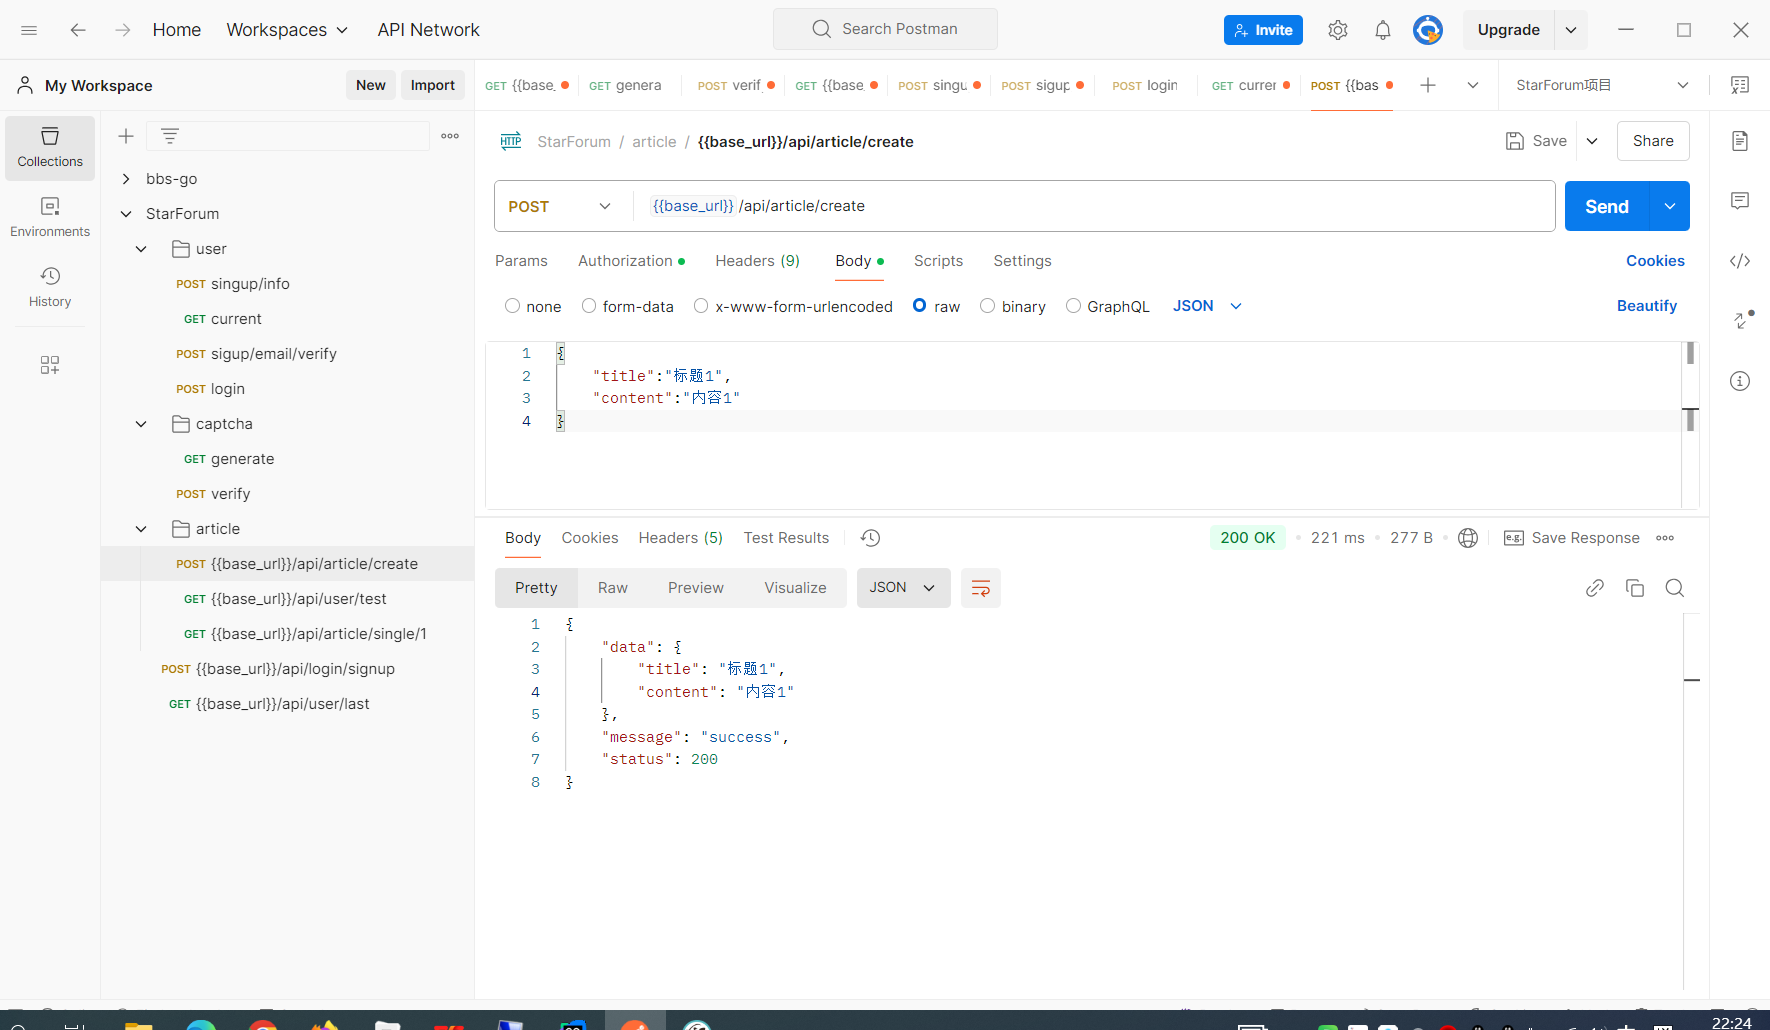 Home Workspaces API Network Search Postman Invite Upgrade
My Workspace New Import GET {{base_ GET genera POST verif GET {{base POST singu POST sigup POST login GET currer POST {{bas StarForum项目
Collections
Environments
History
bbs-go
StarForum
user
POST singup/info
GET current
POST sigup/email/verify
POST login
captcha
GET generate
POST verify
article
POST {{base_url}}/api/article/create
GET {{base_url}}/api/user/test
GET {{base_url}}/api/article/single/1
POST {{base_url}}/api/login/signup
GET {{base_url}}/api/user/last
HTTP StarForum / article / {{base_url}}/api/article/create Save Share
POST {{base_url}} /api/article/create Send
Params Authorization Headers (9) Body Scripts Settings Cookies
none form-data x-www-form-urlencoded raw binary GraphQL JSON Beautify
1 {
2 "title":"标题1",
3 "content":"内容1"
4 }
Body Cookies Headers (5) Test Results 200 OK 221 ms 277 B e.g. Save Response
Pretty Raw Preview Visualize JSON
1 {
2 "data": {
3 "title": "标题1",
4 "content": "内容1"
5 },
6 "message": "success",
7 "status": 200
8 }
22:24